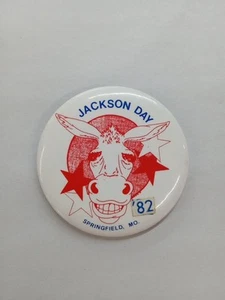 JACKSON DAY
'82
SPRINGFIELD, MO.